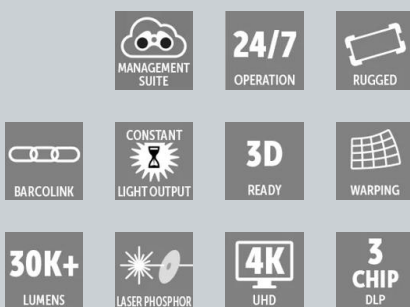 MANAGEMENT
SUITE
24/7
OPERATION
RUGGED
BARCOLINK
CONSTANT
LIGHT OUTPUT
3D
READY
WARPING
30K+
LUMENS
LASER PHOSPHOR
4K
UHD
3
CHIP
DLP